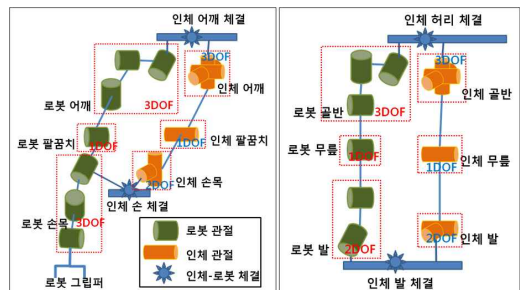 인체 어깨 체결
3DOF
인체 어깨
3DOF
로봇 어깨
로봇 팔꿈치
1DOF
1DOF
인체 팔꿈치
2DOF
인체 손목
인체 손 체결
로봇 손목
3DOF
로봇 그립퍼
로봇 관절
인체 관절
인체-로봇 체결
인체 허리 체결
3DOF
인체 골반
로봇 골반
3DOF
로봇 무릎
1DOF
인체 무릎
1DOF
로봇 발
2DOF
2DOF
인체 발
인체 발 체결